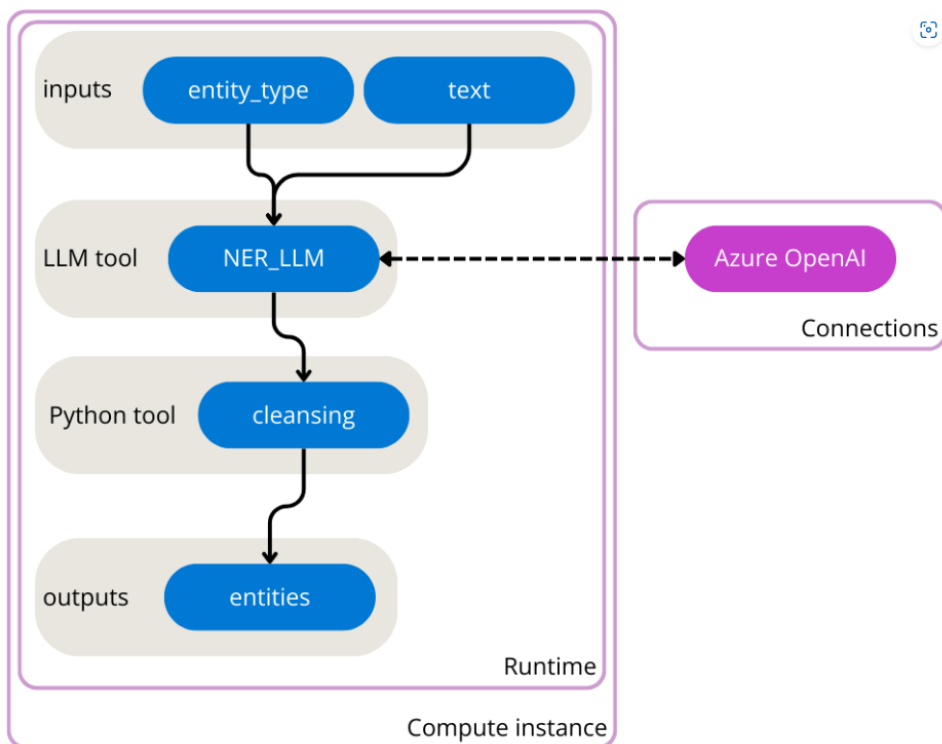 inputs
entity_type
text
LLM tool
NER_LLM
Azure OpenAI
Connections
Python tool
cleansing
outputs
entities
Runtime
Compute instance